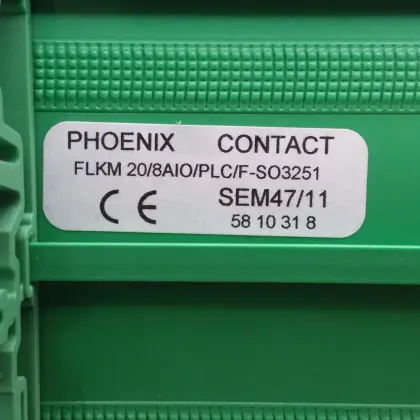 PHOENIX CONTACT
FLKM 20/8AIO/PLC/F-SO3251
CE SEM47/11
58 10 31 8